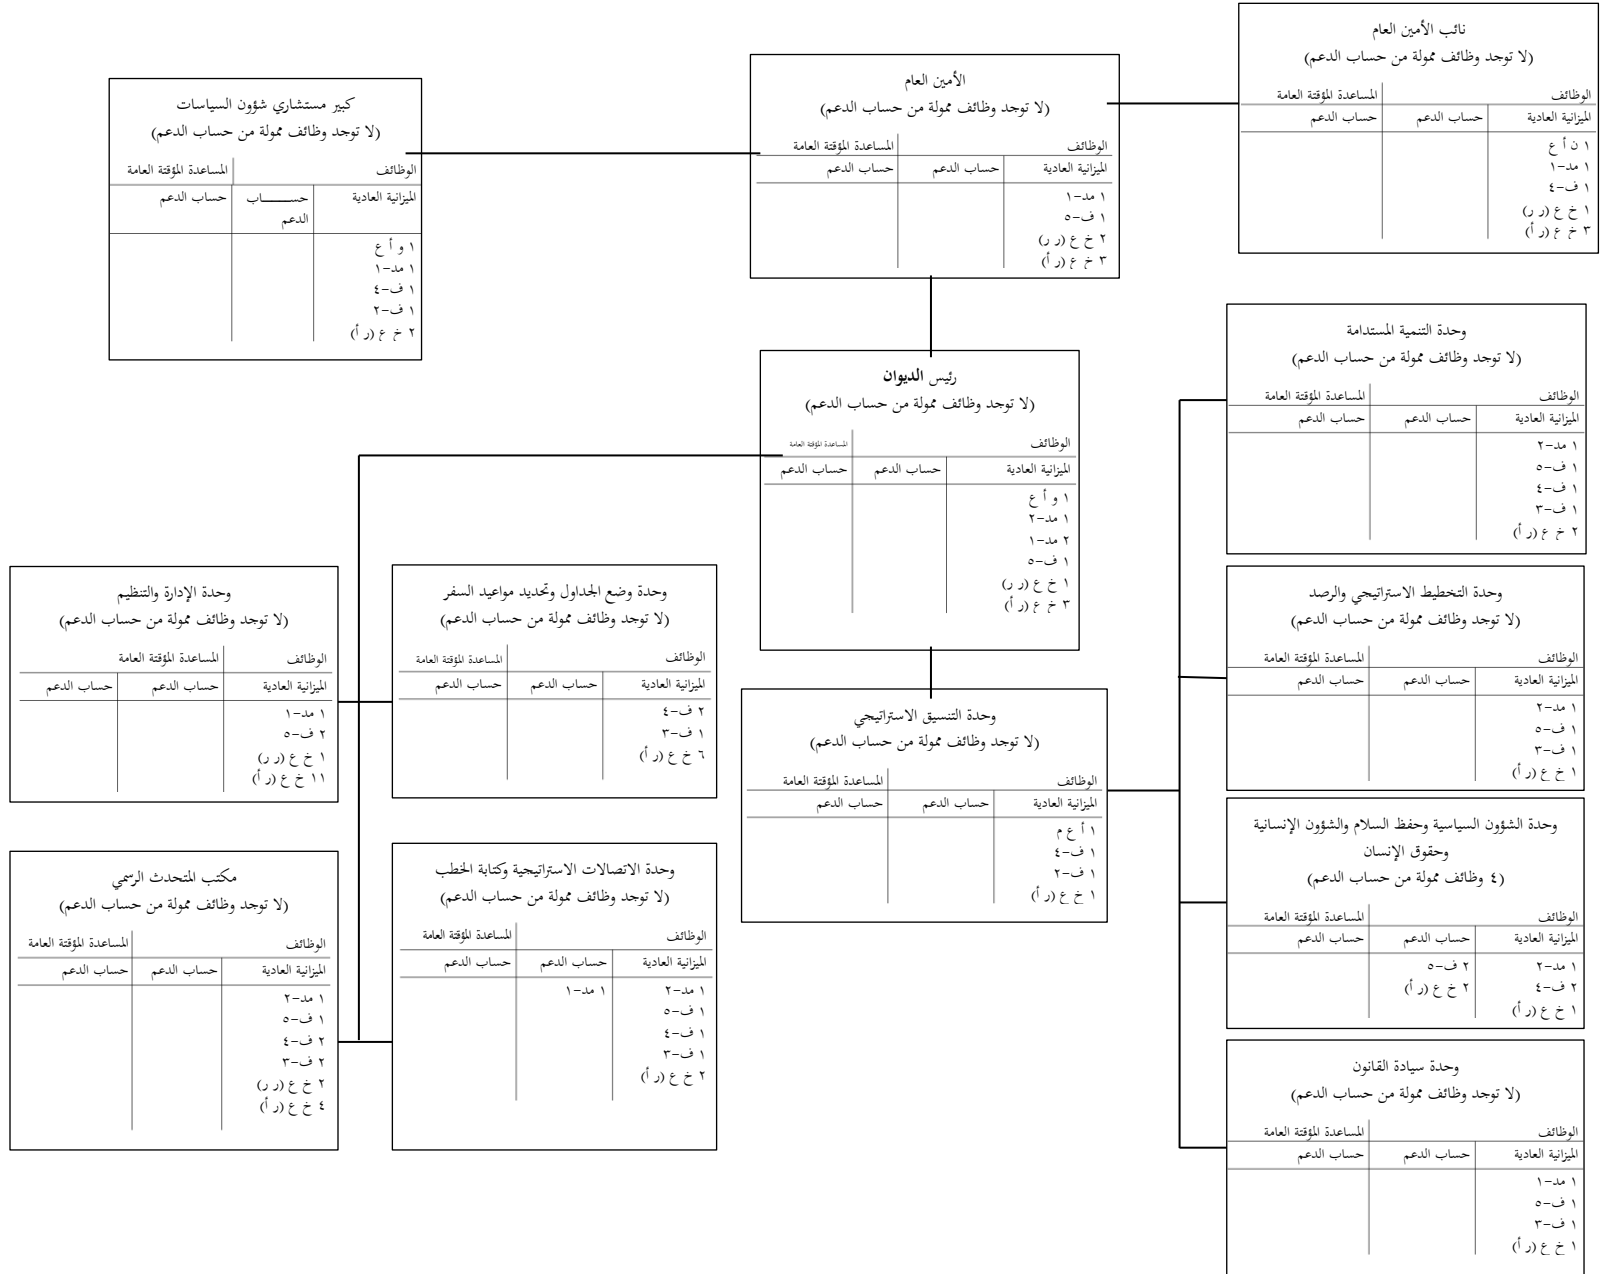 نائب الأمين العام
(لا توجد وظائف ممولة من حساب الدعم)
الوظائف المساعدة المؤقتة العامة
الميزانية العادية حساب الدعم حساب الدعم
١ ن أ ع
١ مد-١
١ ف-٤
١ خ ع (ر ر)
٣ خ ع (ر أ)
الأمين العام
(لا توجد وظائف ممولة من حساب الدعم)
الوظائف المساعدة المؤقتة العامة
الميزانية العادية حساب الدعم حساب الدعم
١ مد-١
١ ف-٥
٢ خ ع (ر ر)
٣ خ ع (ر أ)
كبير مستشاري شؤون السياسات
(لا توجد وظائف ممولة من حساب الدعم)
الوظائف المساعدة المؤقتة العامة
الميزانية العادية حســــاب الدعم حساب الدعم
١ و أ ع
١ مد-١
١ ف-٤
١ ف-٢
٢ خ ع (ر أ)
رئيس الديوان
(لا توجد وظائف ممولة من حساب الدعم)
الوظائف المساعدة المؤقتة العامة
الميزانية العادية حساب الدعم حساب الدعم
١ و أ ع
١ مد-٢
٢ مد-١
١ ف-٥
١ خ ع (ر ر)
٣ خ ع (ر أ)
وحدة التنمية المستدامة
(لا توجد وظائف ممولة من حساب الدعم)
الوظائف المساعدة المؤقتة العامة
الميزانية العادية حساب الدعم حساب الدعم
١ مد-٢
١ ف-٥
١ ف-٤
١ ف-٣
٢ خ ع (ر أ)
وحدة التخطيط الاستراتيجي والرصد
(لا توجد وظائف ممولة من حساب الدعم)
الوظائف المساعدة المؤقتة العامة
الميزانية العادية حساب الدعم حساب الدعم
١ مد-٢
١ ف-٥
١ ف-٣
١ خ ع (ر أ)
وحدة وضع الجداول وتحديد مواعيد السفر
(لا توجد وظائف ممولة من حساب الدعم)
الوظائف المساعدة المؤقتة العامة
الميزانية العادية حساب الدعم حساب الدعم
٢ ف-٤
١ ف-٣
٦ خ ع (ر أ)
وحدة الإدارة والتنظيم
(لا توجد وظائف ممولة من حساب الدعم)
الوظائف المساعدة المؤقتة العامة
الميزانية العادية حساب الدعم حساب الدعم
١ مد-١
٢ ف-٥
١ خ ع (ر ر)
١١ خ ع (ر أ)
وحدة التنسيق الاستراتيجي
(لا توجد وظائف ممولة من حساب الدعم)
الوظائف المساعدة المؤقتة العامة
الميزانية العادية حساب الدعم حساب الدعم
١ أ ع م
١ ف-٤
١ ف-٢
١ خ ع (ر أ)
وحدة الشؤون السياسية وحفظ السلام والشؤون الإنسانية
وحقوق الإنسان
(٤ وظائف ممولة من حساب الدعم)
الوظائف المساعدة المؤقتة العامة
الميزانية العادية حساب الدعم حساب الدعم
١ مد-٢ ٢ ف-٥
٢ ف-٤ ٢ خ ع (ر أ)
١ خ ع (ر أ)
وحدة الاتصالات الاستراتيجية وكتابة الخطب
(لا توجد وظائف ممولة من حساب الدعم)
الوظائف المساعدة المؤقتة العامة
الميزانية العادية حساب الدعم حساب الدعم
١ مد-٢ ١ مد-١
١ ف-٥
١ ف-٤
١ ف-٣
٢ خ ع (ر أ)
مكتب المتحدث الرسمي
(لا توجد وظائف ممولة من حساب الدعم)
الوظائف المساعدة المؤقتة العامة
الميزانية العادية حساب الدعم حساب الدعم
١ مد-٢
١ ف-٥
٢ ف-٤
٢ ف-٣
٢ خ ع (ر ر)
٤ خ ع (ر أ)
وحدة سيادة القانون
(لا توجد وظائف ممولة من حساب الدعم)
الوظائف المساعدة المؤقتة العامة
الميزانية العادية حساب الدعم حساب الدعم
١ مد-١
١ ف-٥
١ ف-٣
١ خ ع (ر أ)